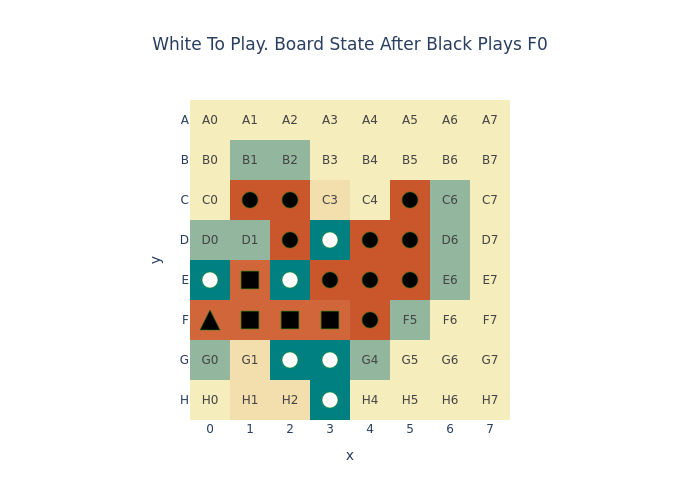 White To Play. Board State After Black Plays F0
A A0 A1 A2 A3 A4 A5 A6 A7
B B0 B1 B2 B3 B4 B5 B6 B7
C C0 C3 C4 C6 C7
D D0 D1 D6 D7
E E6 E7
F F5 F6 F7
G G0 G1 G4 G5 G6 G7
H H0 H1 H2 H4 H5 H6 H7
0 1 2 3 4 5 6 7
x
y